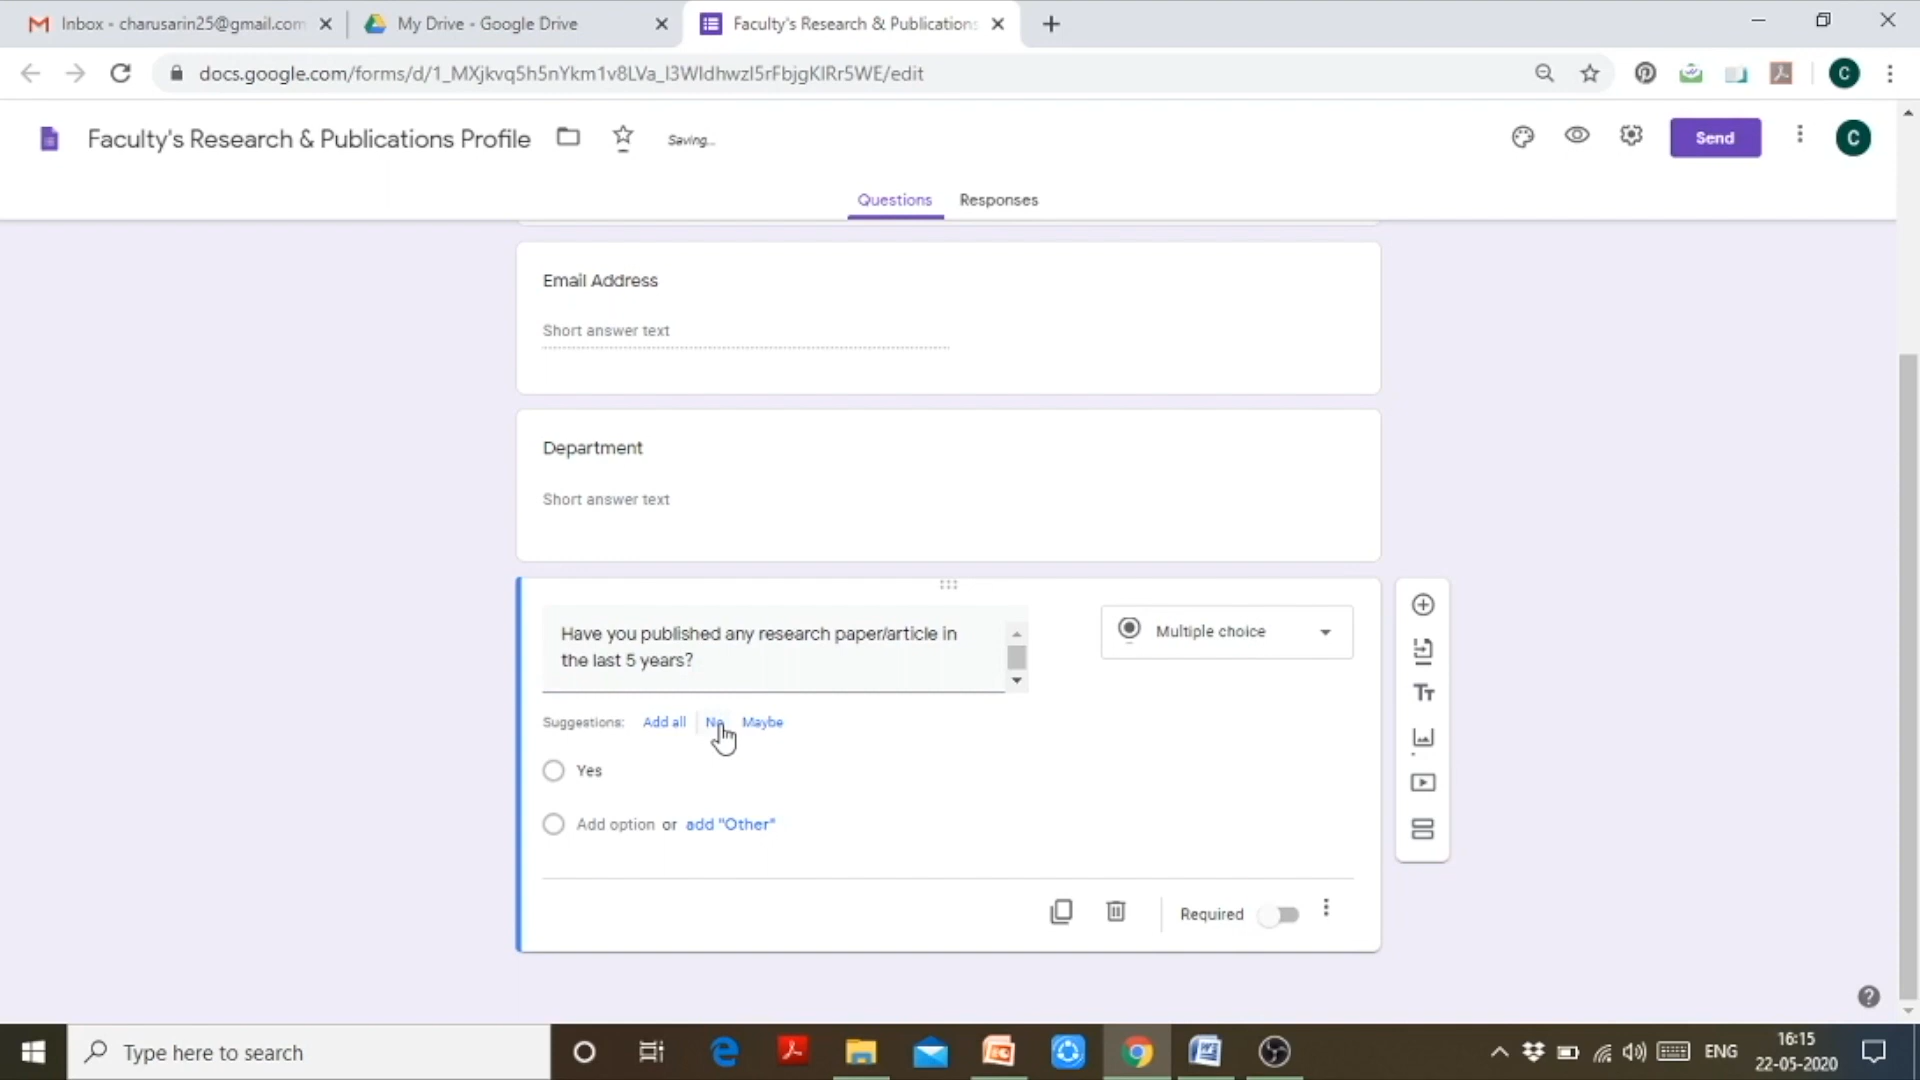 Inbox - charusarin25@gmail.com
My Drive - Google Drive
Faculty's Research & Publications
docs.google.com/forms/d/1_MXjkvq5h5nYkm1v8LVa_I3WIdhwzI5rFbjgKIRr5WE/edit
C
Faculty's Research & Publications Profile
Saving...
Send
C
Questions
Responses
Email Address
Short answer text
Department
Short answer text
Have you published any research paper/article in
the last 5 years?
Multiple choice
Tt
Suggestions: Add all No Maybe
Yes
Add option or add "Other"
Required
Type here to search
ENG
16:15
22-05-2020